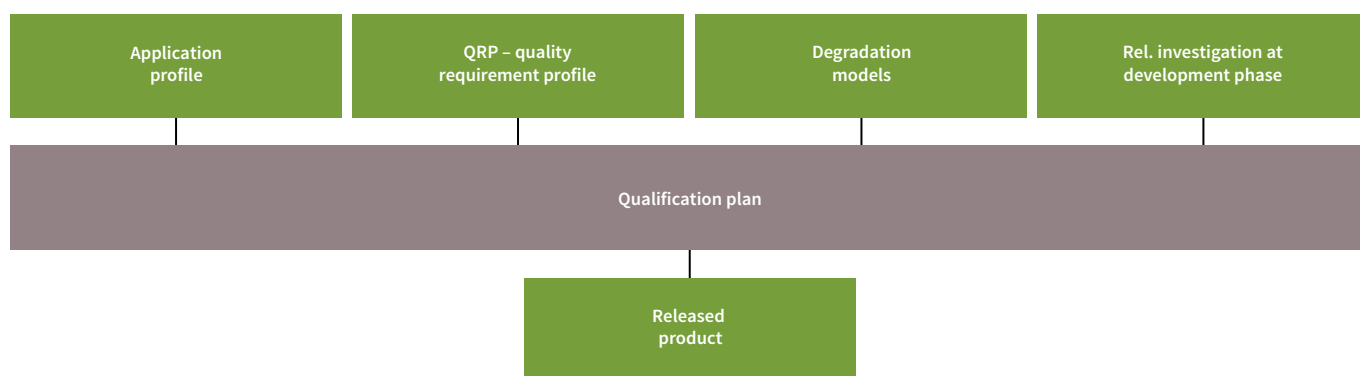 Application
profile
QRP – quality
requirement profile
Degradation
models
Rel. investigation at
development phase
Qualification plan
Released
product